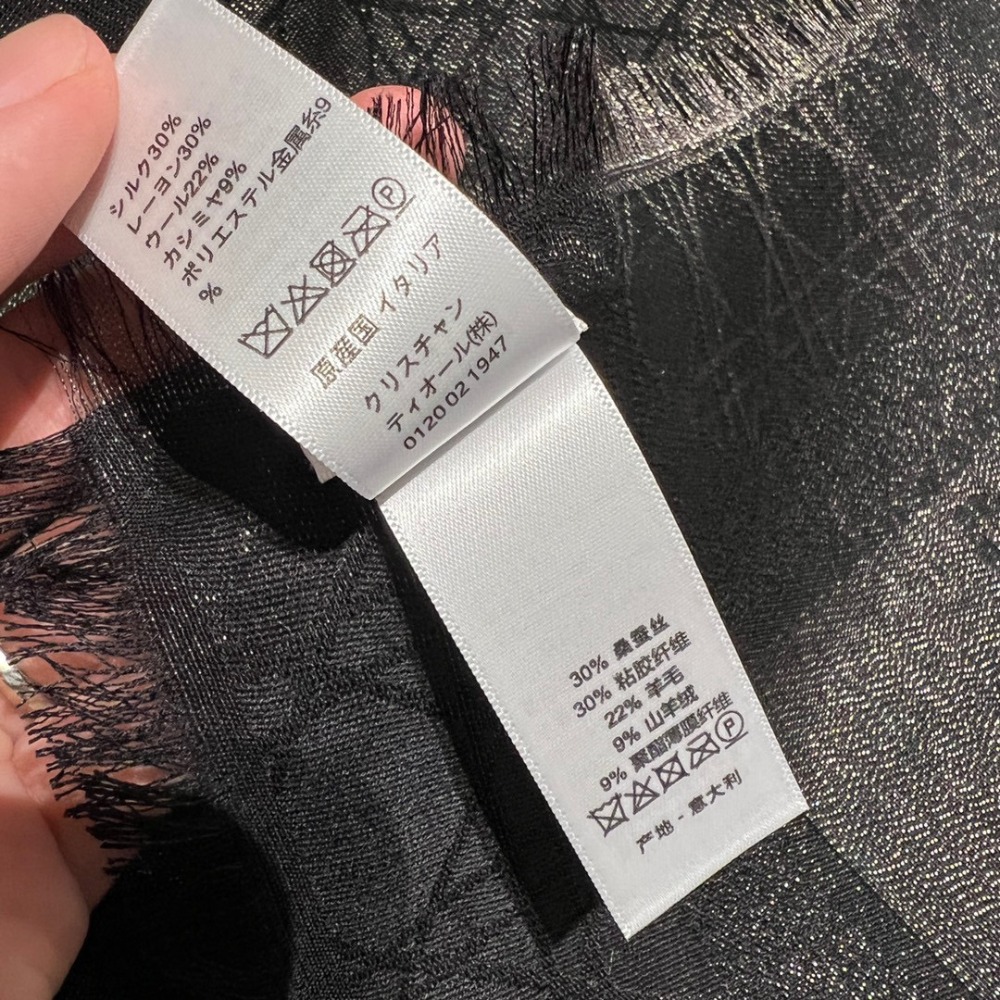 シルク30%
レーヨン30%
ウール22%
カシミヤ9%
ポリエステル金属糸9
%
P
原産国 イタリア
クリスチャン
ディオール(株)
0120 02 1947
30% 桑蚕丝
30% 粘胶纤维
22% 羊毛
9% 山羊绒
9% 聚酯薄膜纤维
P
产地 - 意大利